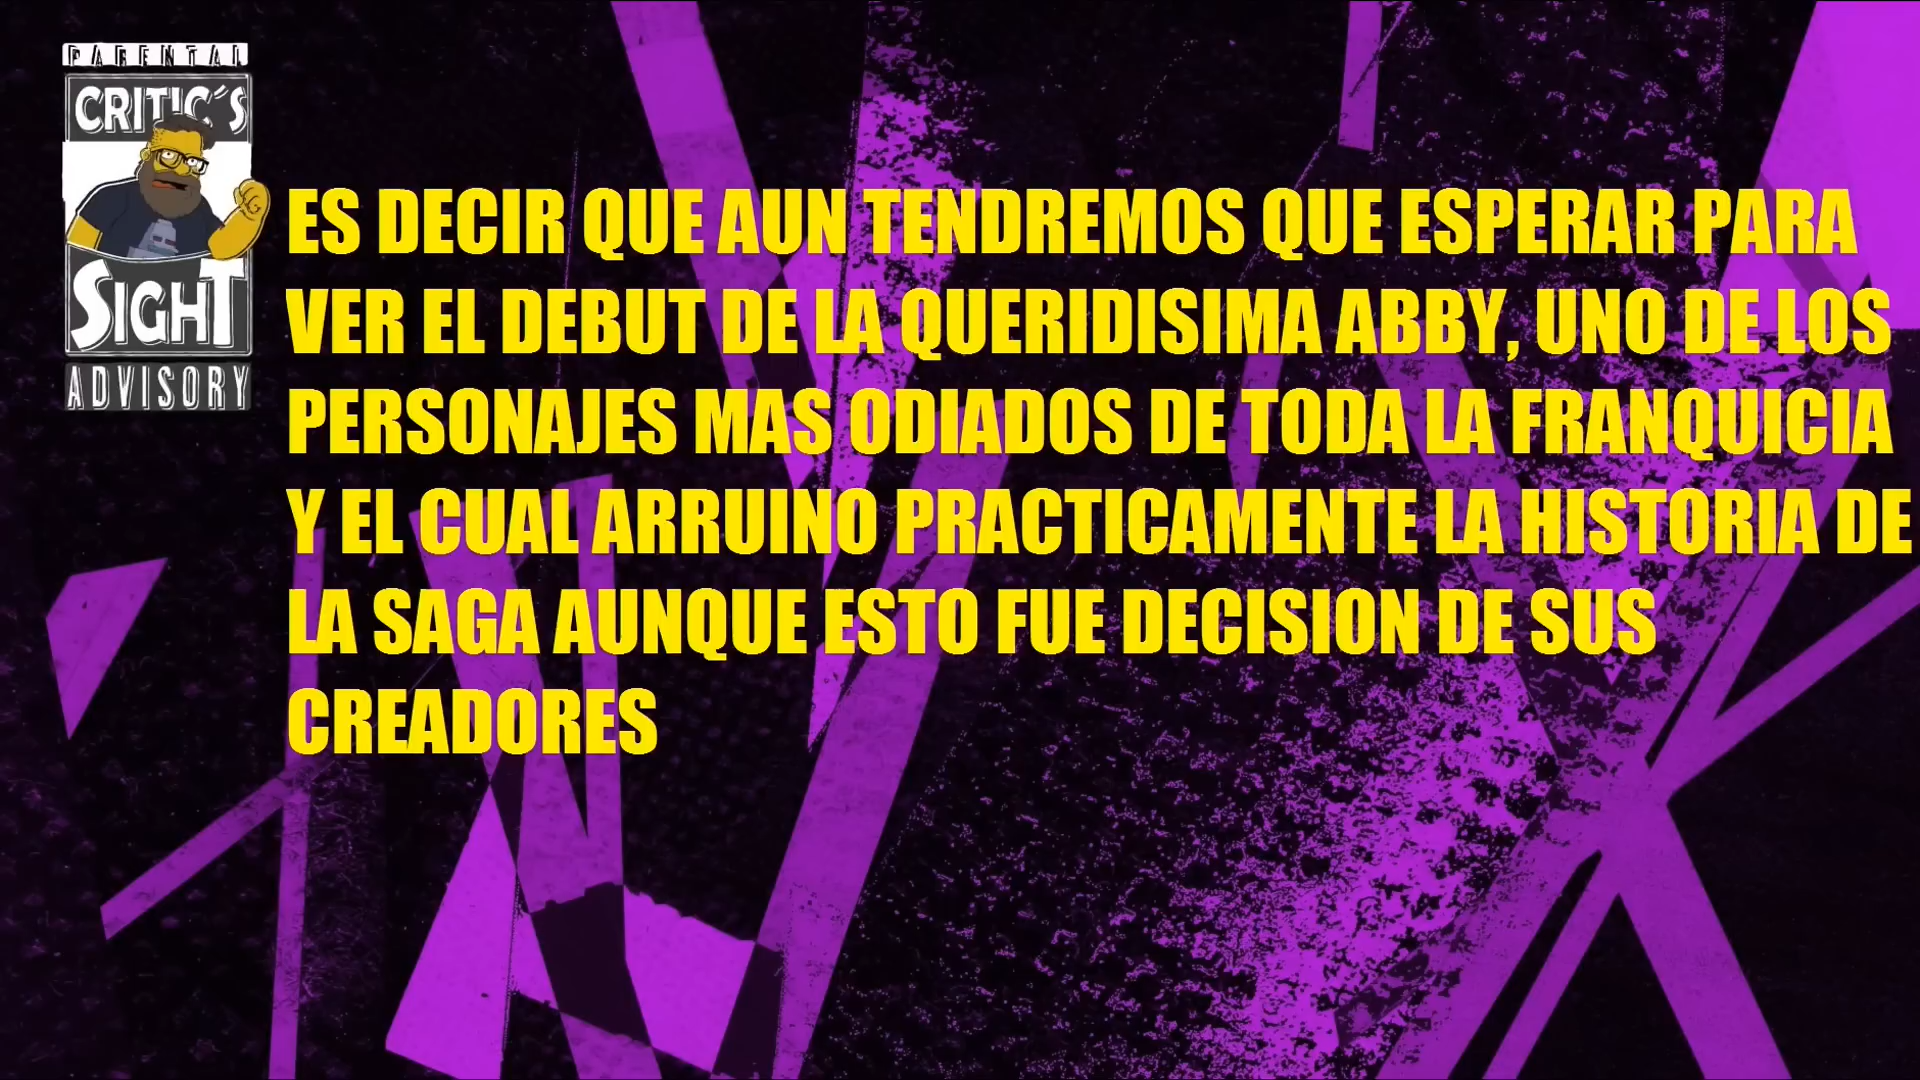 PARENTAL
CRITIC´S
SIGHT
ADVISORY
ES DECIR QUE AUN TENDREMOS QUE ESPERAR PARA
VER EL DEBUT DE LA QUERIDISIMA ABBY, UNO DE LOS
PERSONAJES MAS ODIADOS DE TODA LA FRANQUICIA
Y EL CUAL ARRUINO PRACTICAMENTE LA HISTORIA DE
LA SAGA AUNQUE ESTO FUE DECISION DE SUS
CREADORES